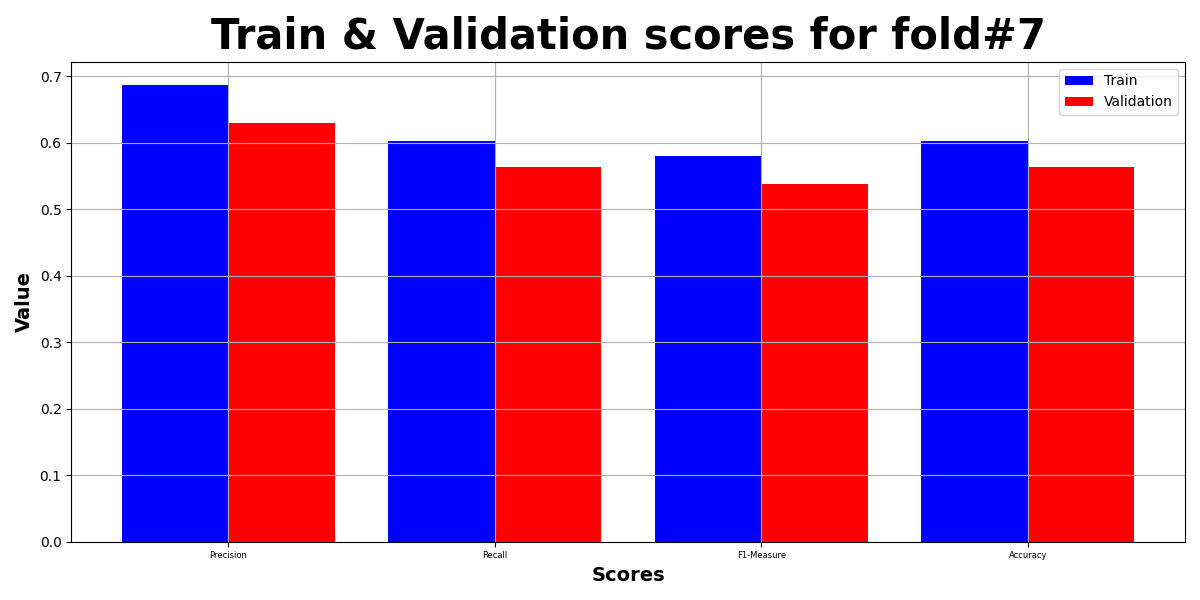 Train & Validation scores for fold#7
Train
Validation
Value
0.7
0.6
0.5
0.4
0.3
0.2
0.1
0.0
Precision Recall F1-Measure Accuracy
Scores